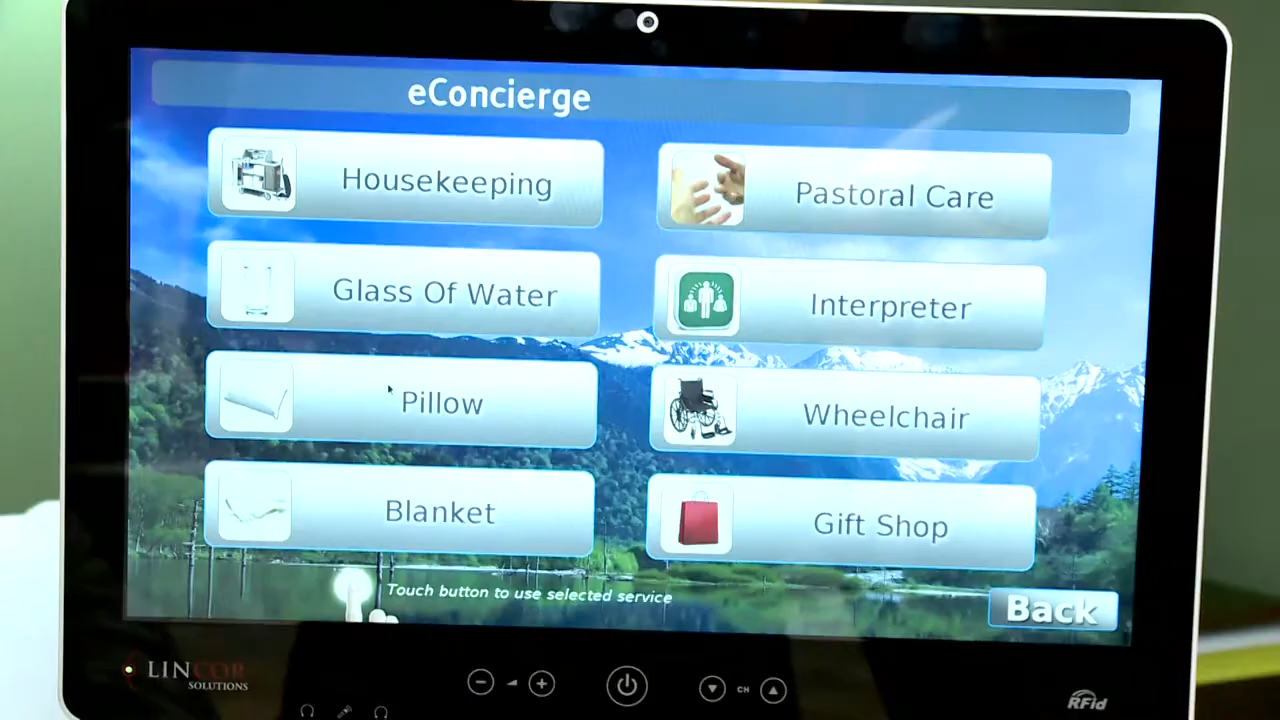 eConcierge
Housekeeping
Pastoral Care
Glass Of Water
Interpreter
Pillow
Wheelchair
Blanket
Gift Shop
Touch button to use selected service
Back
LINCOR
SOLUTIONS
CH
RFid